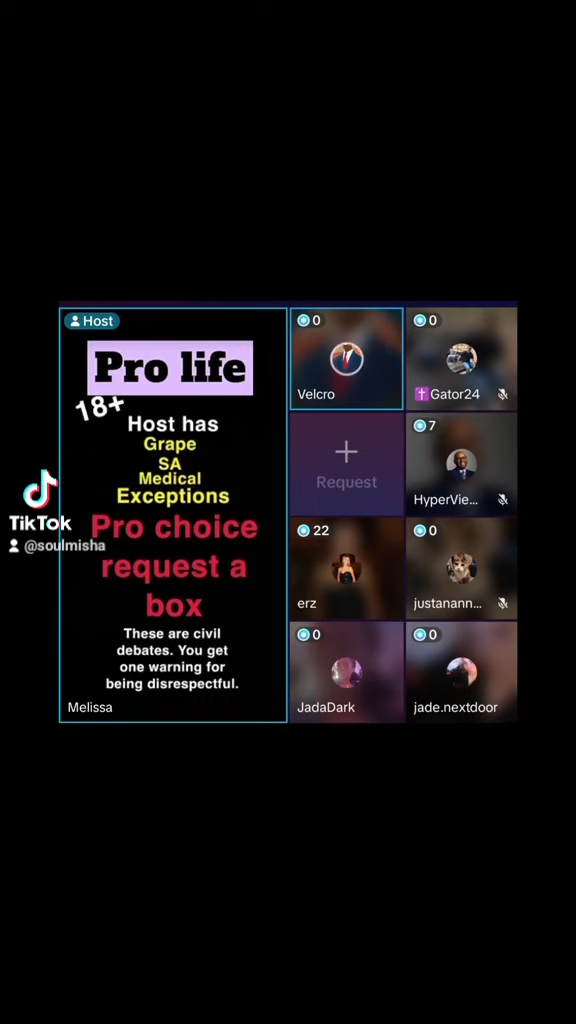 Host
Pro life
18+
Host has
Grape
SA
Medical
Exceptions
Pro choice
request a
box
These are civil
debates. You get
one warning for
being disrespectful.
Melissa
TikTok
@soulmisha
0
Velcro
0
Gator24
+
Request
7
HyperVie...
22
erz
0
justanann...
0
JadaDark
0
jade.nextdoor